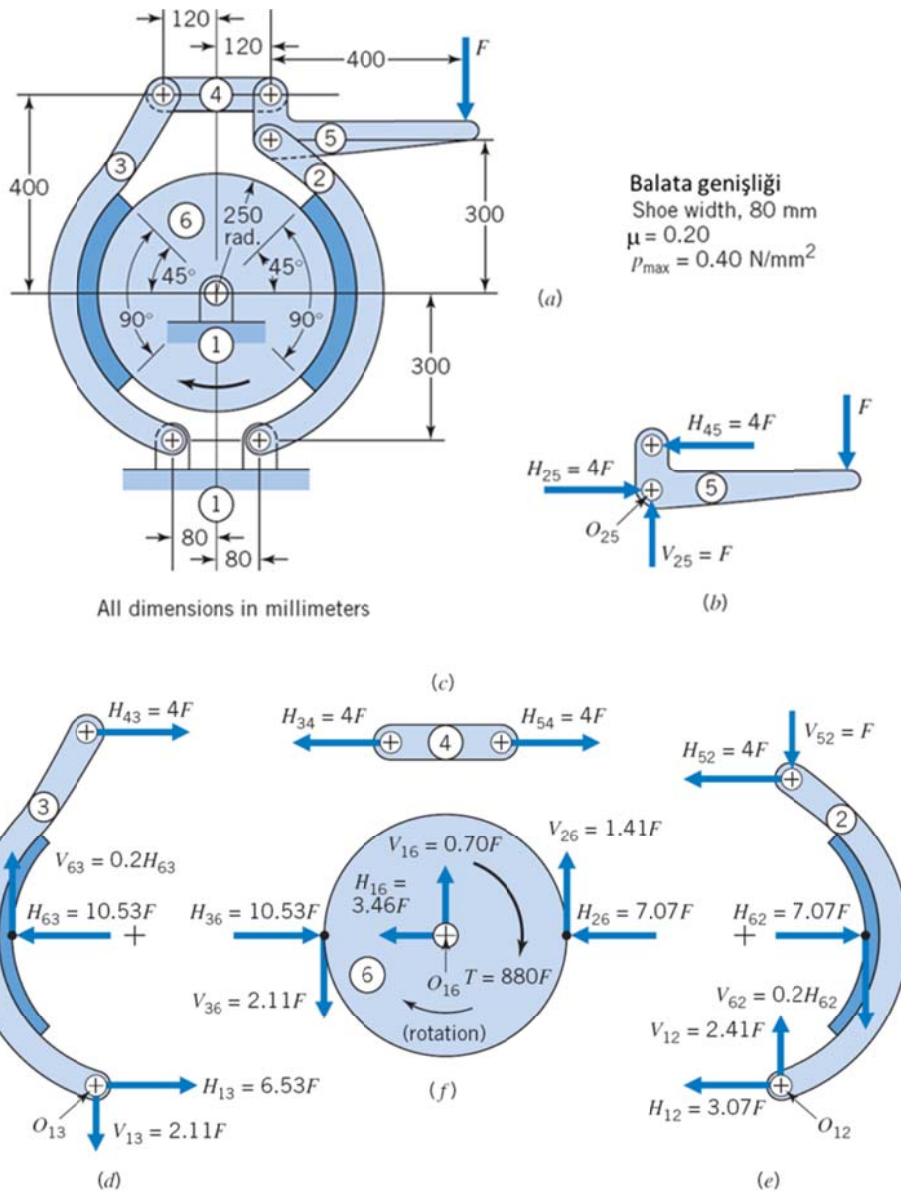 120
120
400
F
4
5
3
2
400
6
250
rad.
300
45°
45°
90°
90°
1
300
1
80
80
(a)
All dimensions in millimeters
Balata genişliği
Shoe width, 80 mm
μ = 0.20
pmax = 0.40 N/mm²
F
H45 = 4F
H25 = 4F
5
O25
V25 = F
(b)
(c)
H43 = 4F
H34 = 4F
4
H54 = 4F
V52 = F
H52 = 4F
3
2
V63 = 0.2H63
V16 = 0.70F
V26 = 1.41F
H63 = 10.53F
H36 = 10.53F
H16 =
3.46F
H26 = 7.07F
H62 = 7.07F
6
O16
T = 880F
V36 = 2.11F
(rotation)
V62 = 0.2H62
V12 = 2.41F
H13 = 6.53F
O13
V13 = 2.11F
(f)
H12 = 3.07F
O12
(d)
(e)